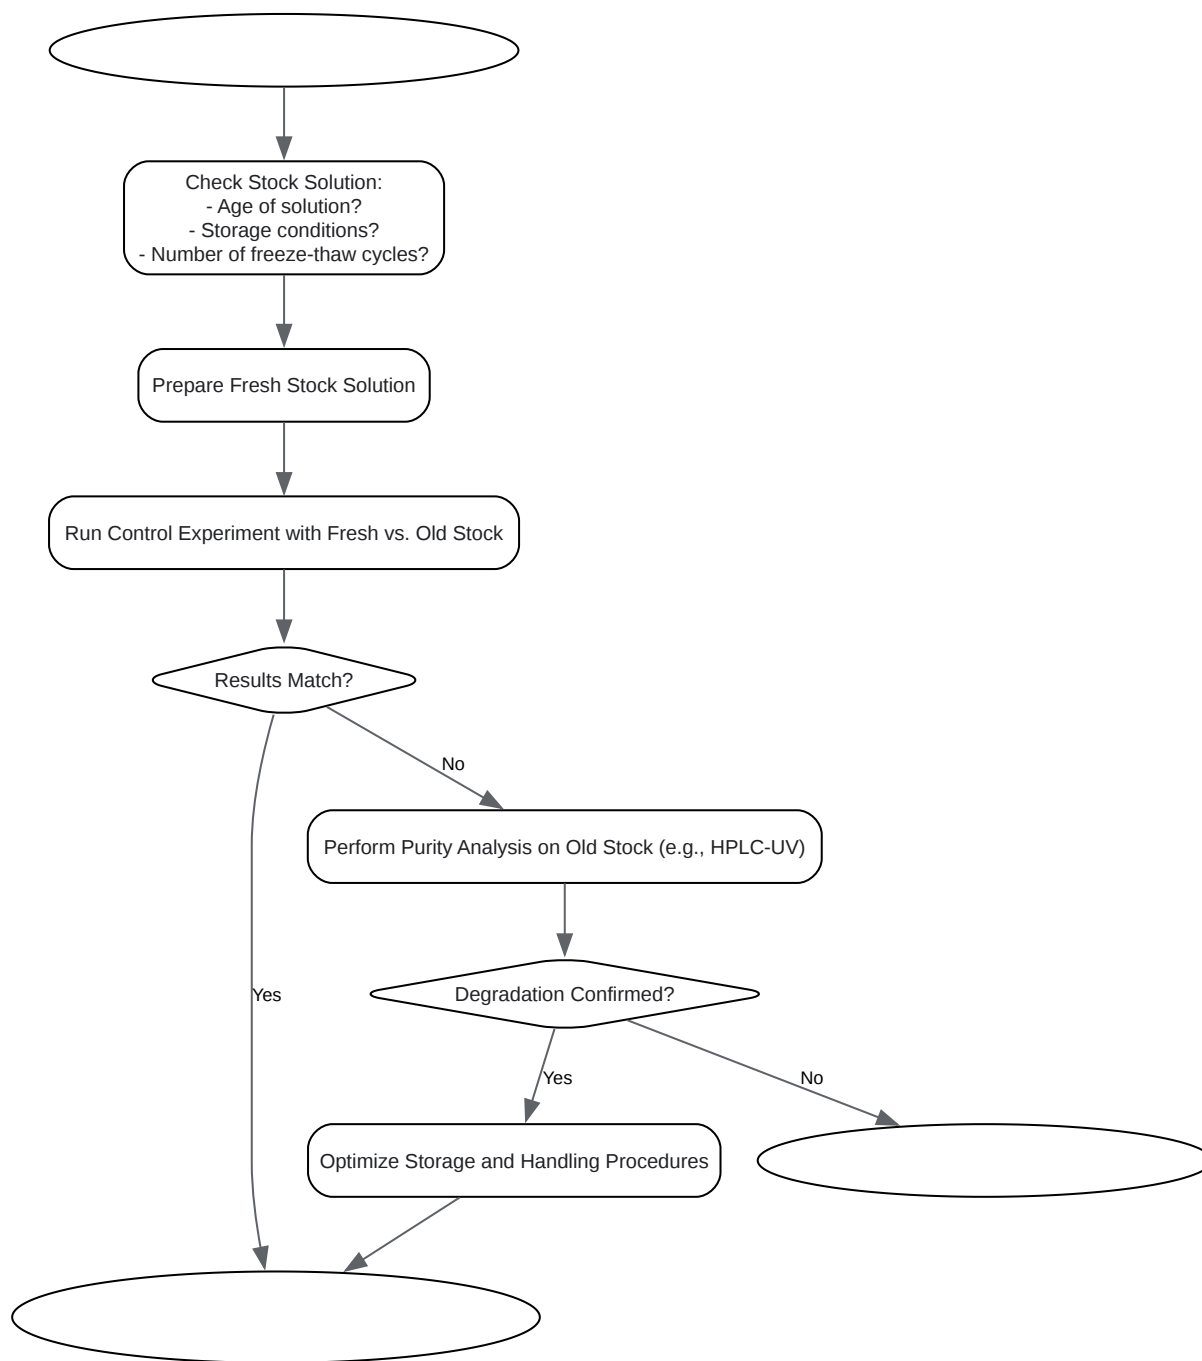 Check Stock Solution:
- Age of solution?
- Storage conditions?
- Number of freeze-thaw cycles?
Prepare Fresh Stock Solution
Run Control Experiment with Fresh vs. Old Stock
Results Match?
No
Perform Purity Analysis on Old Stock (e.g., HPLC-UV)
Yes
Degradation Confirmed?
Yes
No
Optimize Storage and Handling Procedures